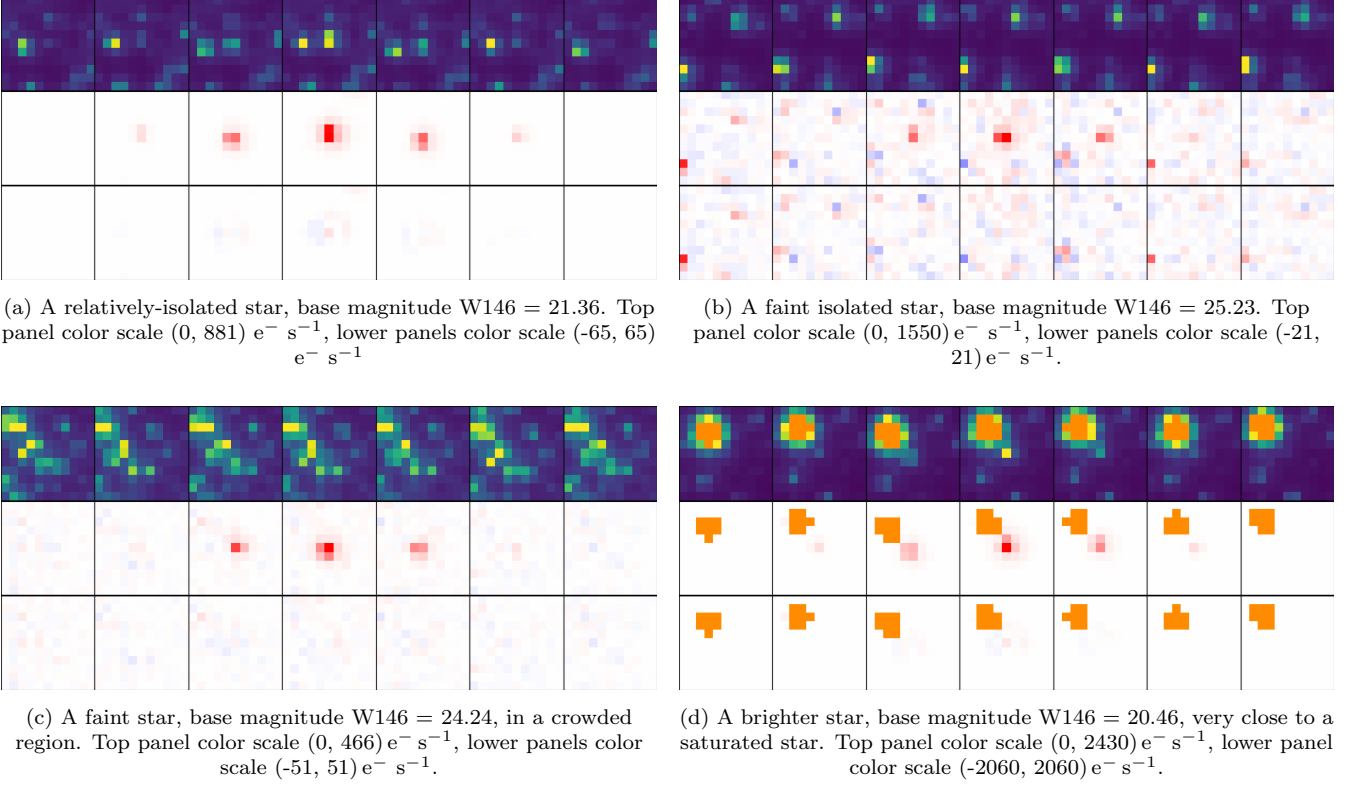 (a) A relatively-isolated star, base magnitude W146 = 21.36. Top
panel color scale (0, 881) e⁻ s⁻¹, lower panels color scale (-65, 65)
e⁻ s⁻¹
(b) A faint isolated star, base magnitude W146 = 25.23. Top
panel color scale (0, 1550) e⁻ s⁻¹, lower panels color scale (-21,
21) e⁻ s⁻¹.
(c) A faint star, base magnitude W146 = 24.24, in a crowded
region. Top panel color scale (0, 466) e⁻ s⁻¹, lower panels color
scale (-51, 51) e⁻ s⁻¹.
(d) A brighter star, base magnitude W146 = 20.46, very close to a
saturated star. Top panel color scale (0, 2430) e⁻ s⁻¹, lower panel
color scale (-2060, 2060) e⁻ s⁻¹.